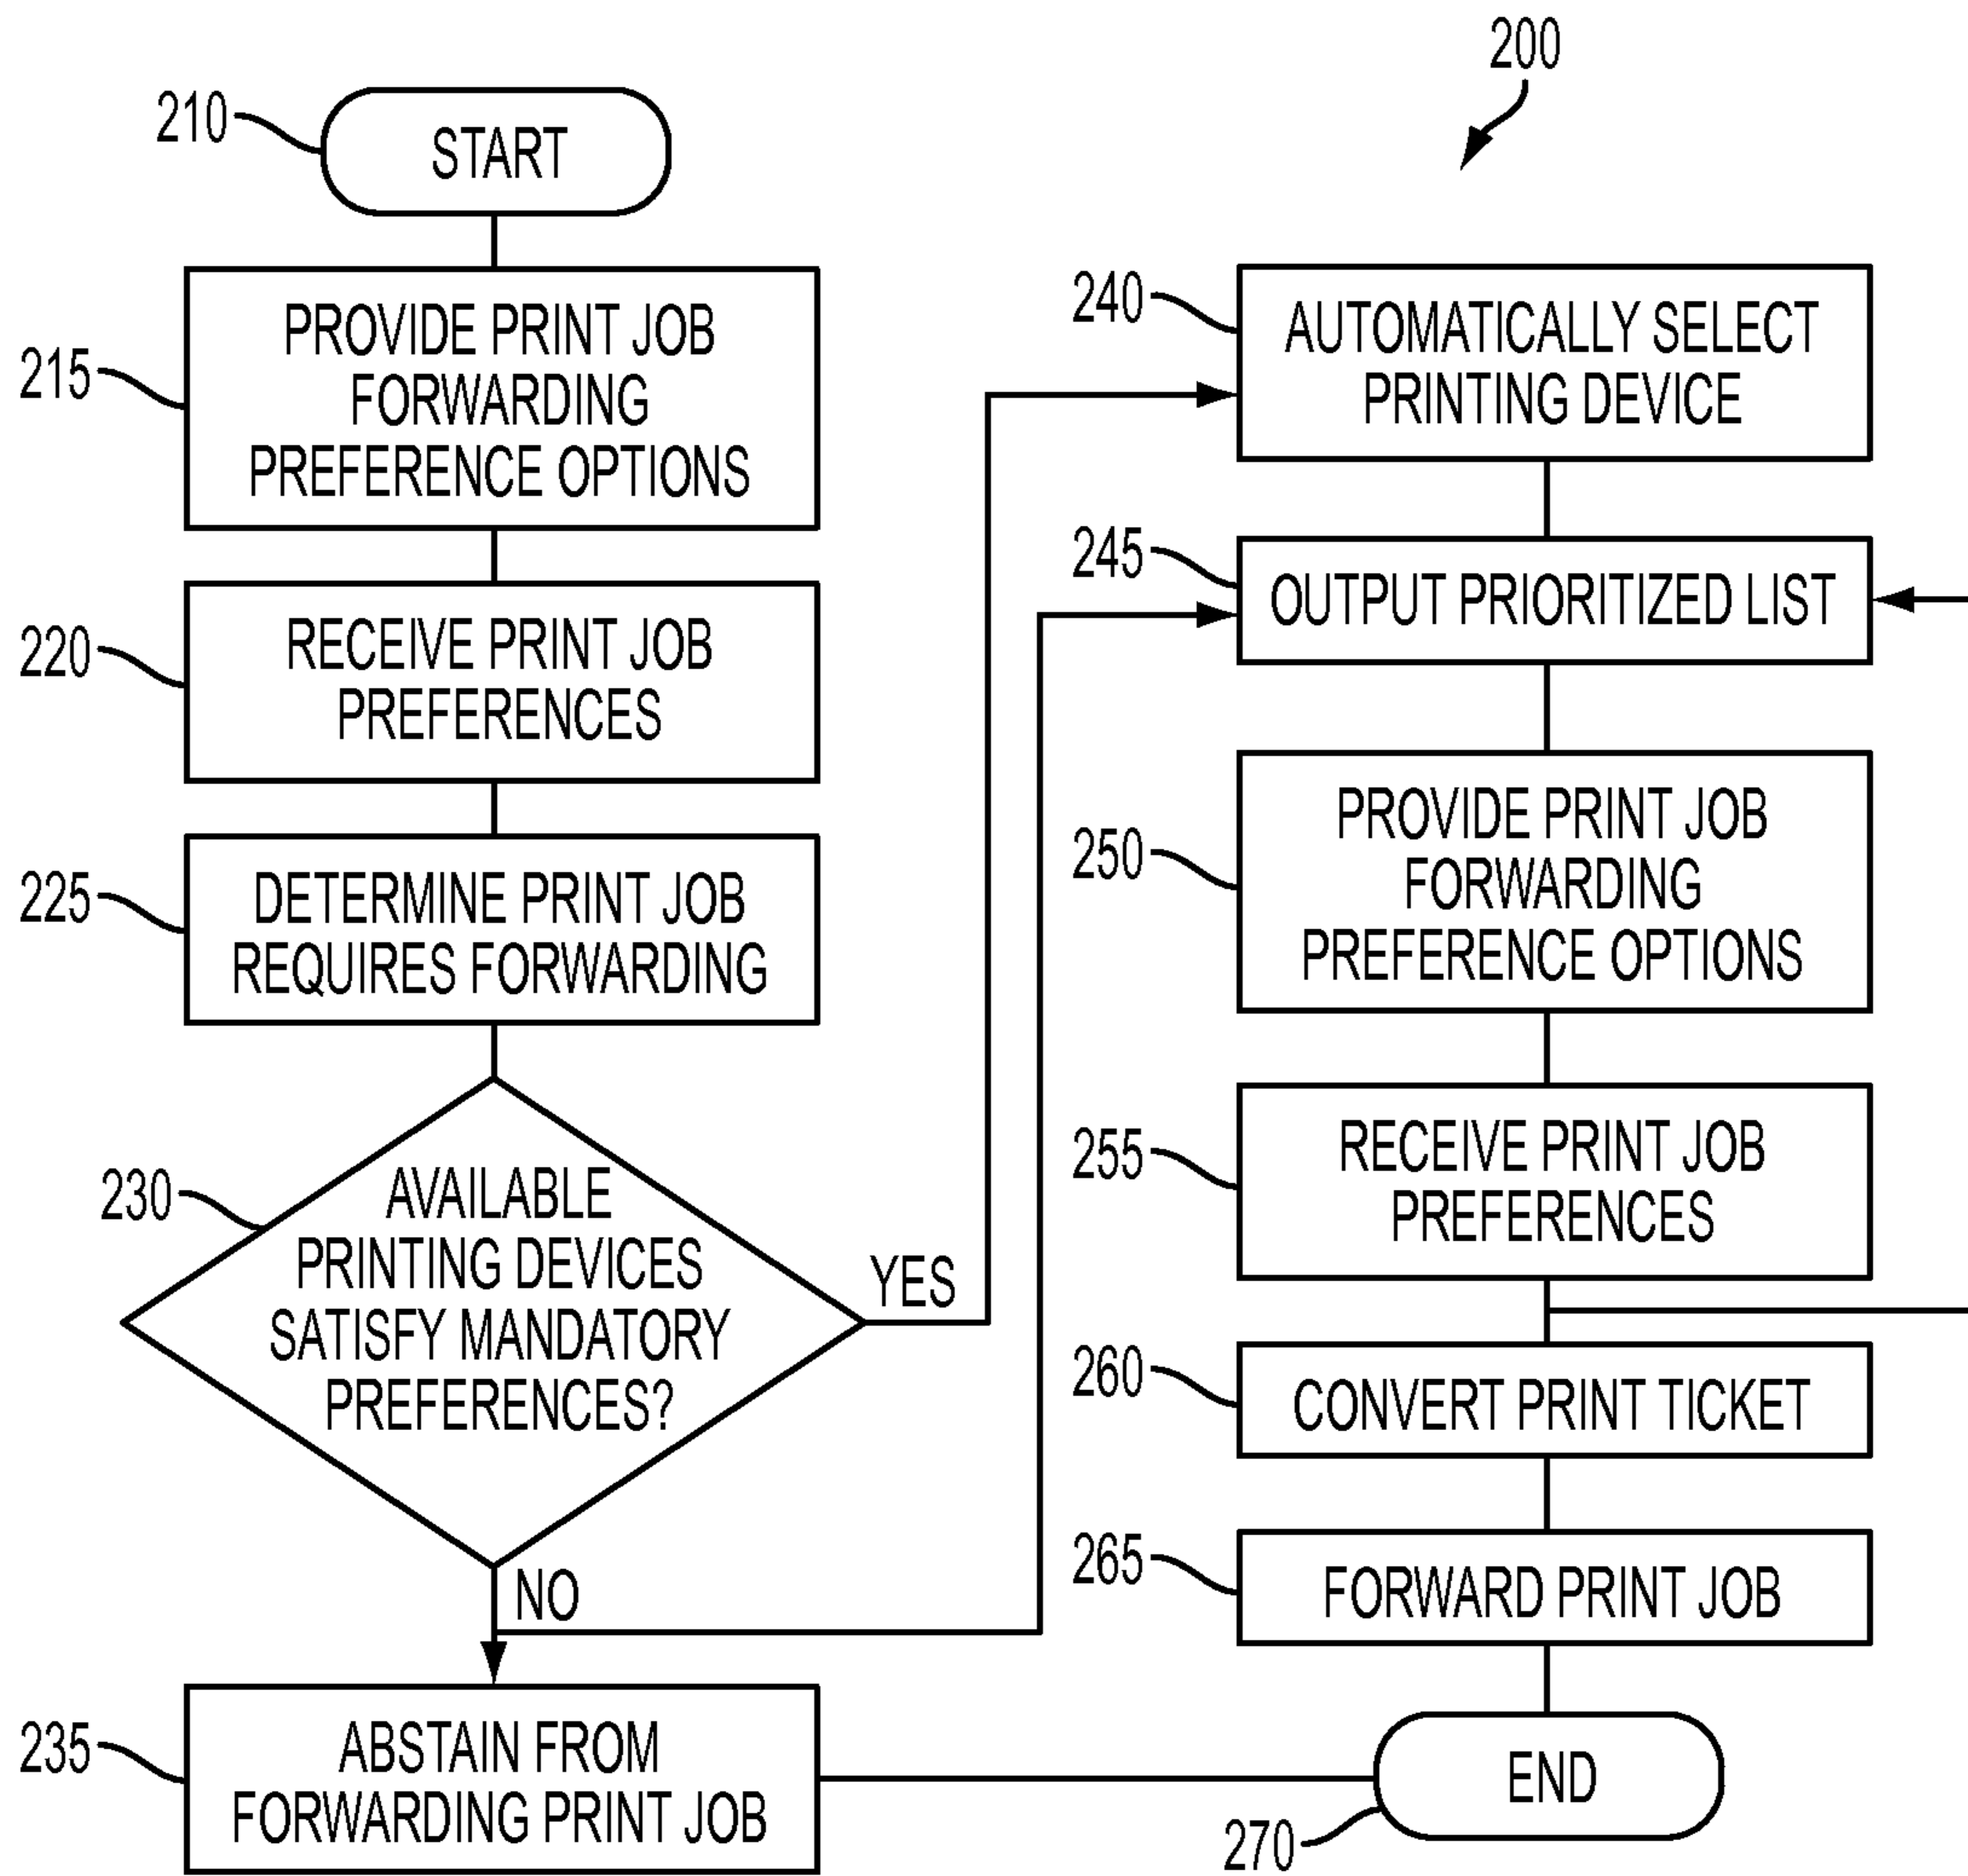 200
210
START
215
PROVIDE PRINT JOB
FORWARDING
PREFERENCE OPTIONS
220
RECEIVE PRINT JOB
PREFERENCES
225
DETERMINE PRINT JOB
REQUIRES FORWARDING
230
AVAILABLE
PRINTING DEVICES
SATISFY MANDATORY
PREFERENCES?
YES
NO
235
ABSTAIN FROM
FORWARDING PRINT JOB
240
AUTOMATICALLY SELECT
PRINTING DEVICE
245
OUTPUT PRIORITIZED LIST
250
PROVIDE PRINT JOB
FORWARDING
PREFERENCE OPTIONS
255
RECEIVE PRINT JOB
PREFERENCES
260
CONVERT PRINT TICKET
265
FORWARD PRINT JOB
END
270